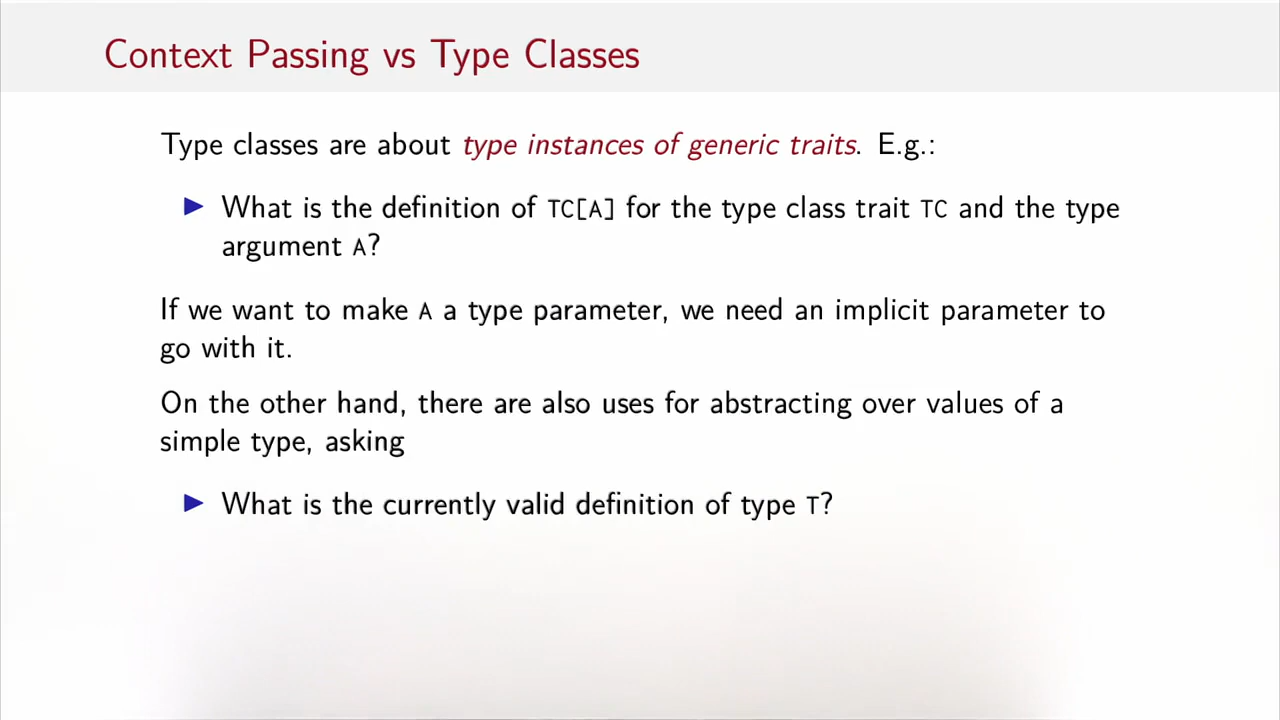 Context Passing vs Type Classes
Type classes are about type instances of generic traits. E.g.:
What is the definition of TC[A] for the type class trait TC and the type
argument A?
If we want to make A a type parameter, we need an implicit parameter to
go with it.
On the other hand, there are also uses for abstracting over values of a
simple type, asking
What is the currently valid definition of type T?